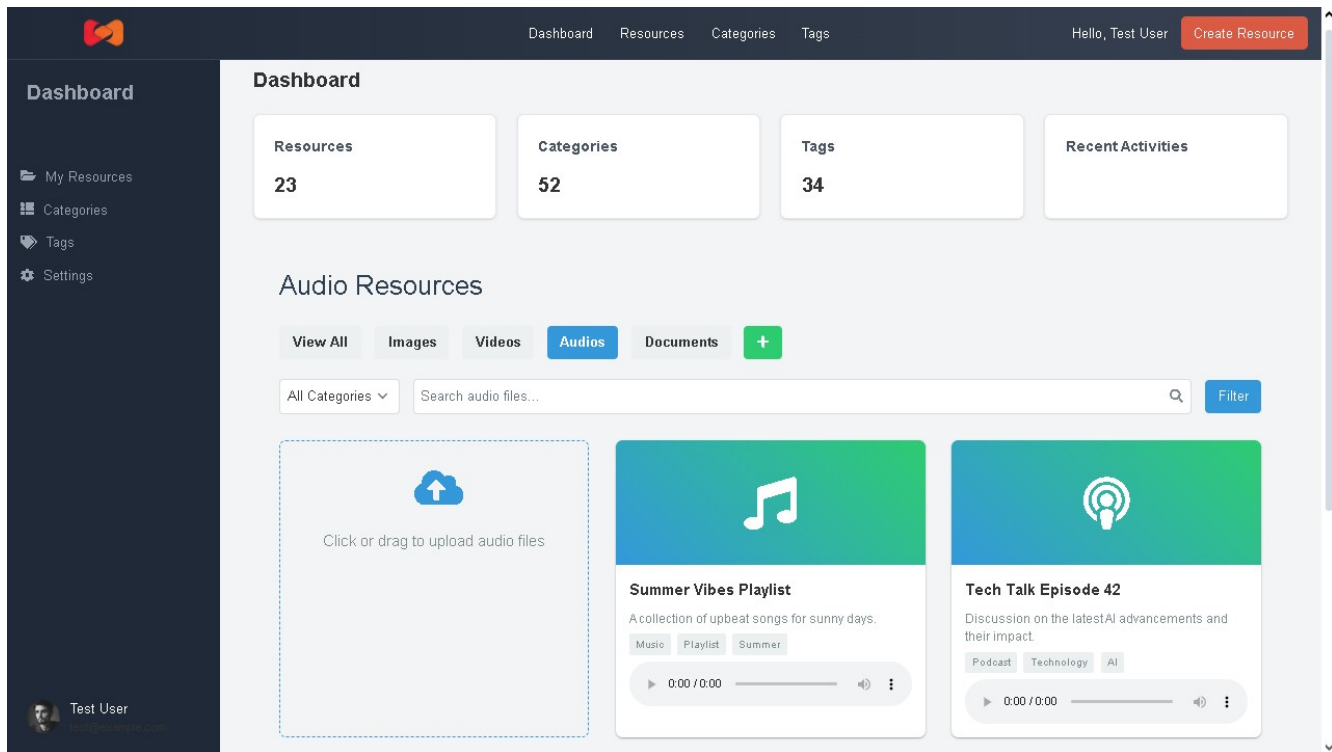 Dashboard Resources Categories Tags Hello, Test User Create Resource
Dashboard
My Resources
Categories
Tags
Settings
Test User
test@example.com
Dashboard
Resources
23
Categories
52
Tags
34
Recent Activities
Audio Resources
View All Images Videos Audios Documents +
All Categories Search audio files... Filter
Click or drag to upload audio files
Summer Vibes Playlist
A collection of upbeat songs for sunny days.
Music Playlist Summer
0:00 / 0:00
Tech Talk Episode 42
Discussion on the latest AI advancements and
their impact.
Podcast Technology AI
0:00 / 0:00